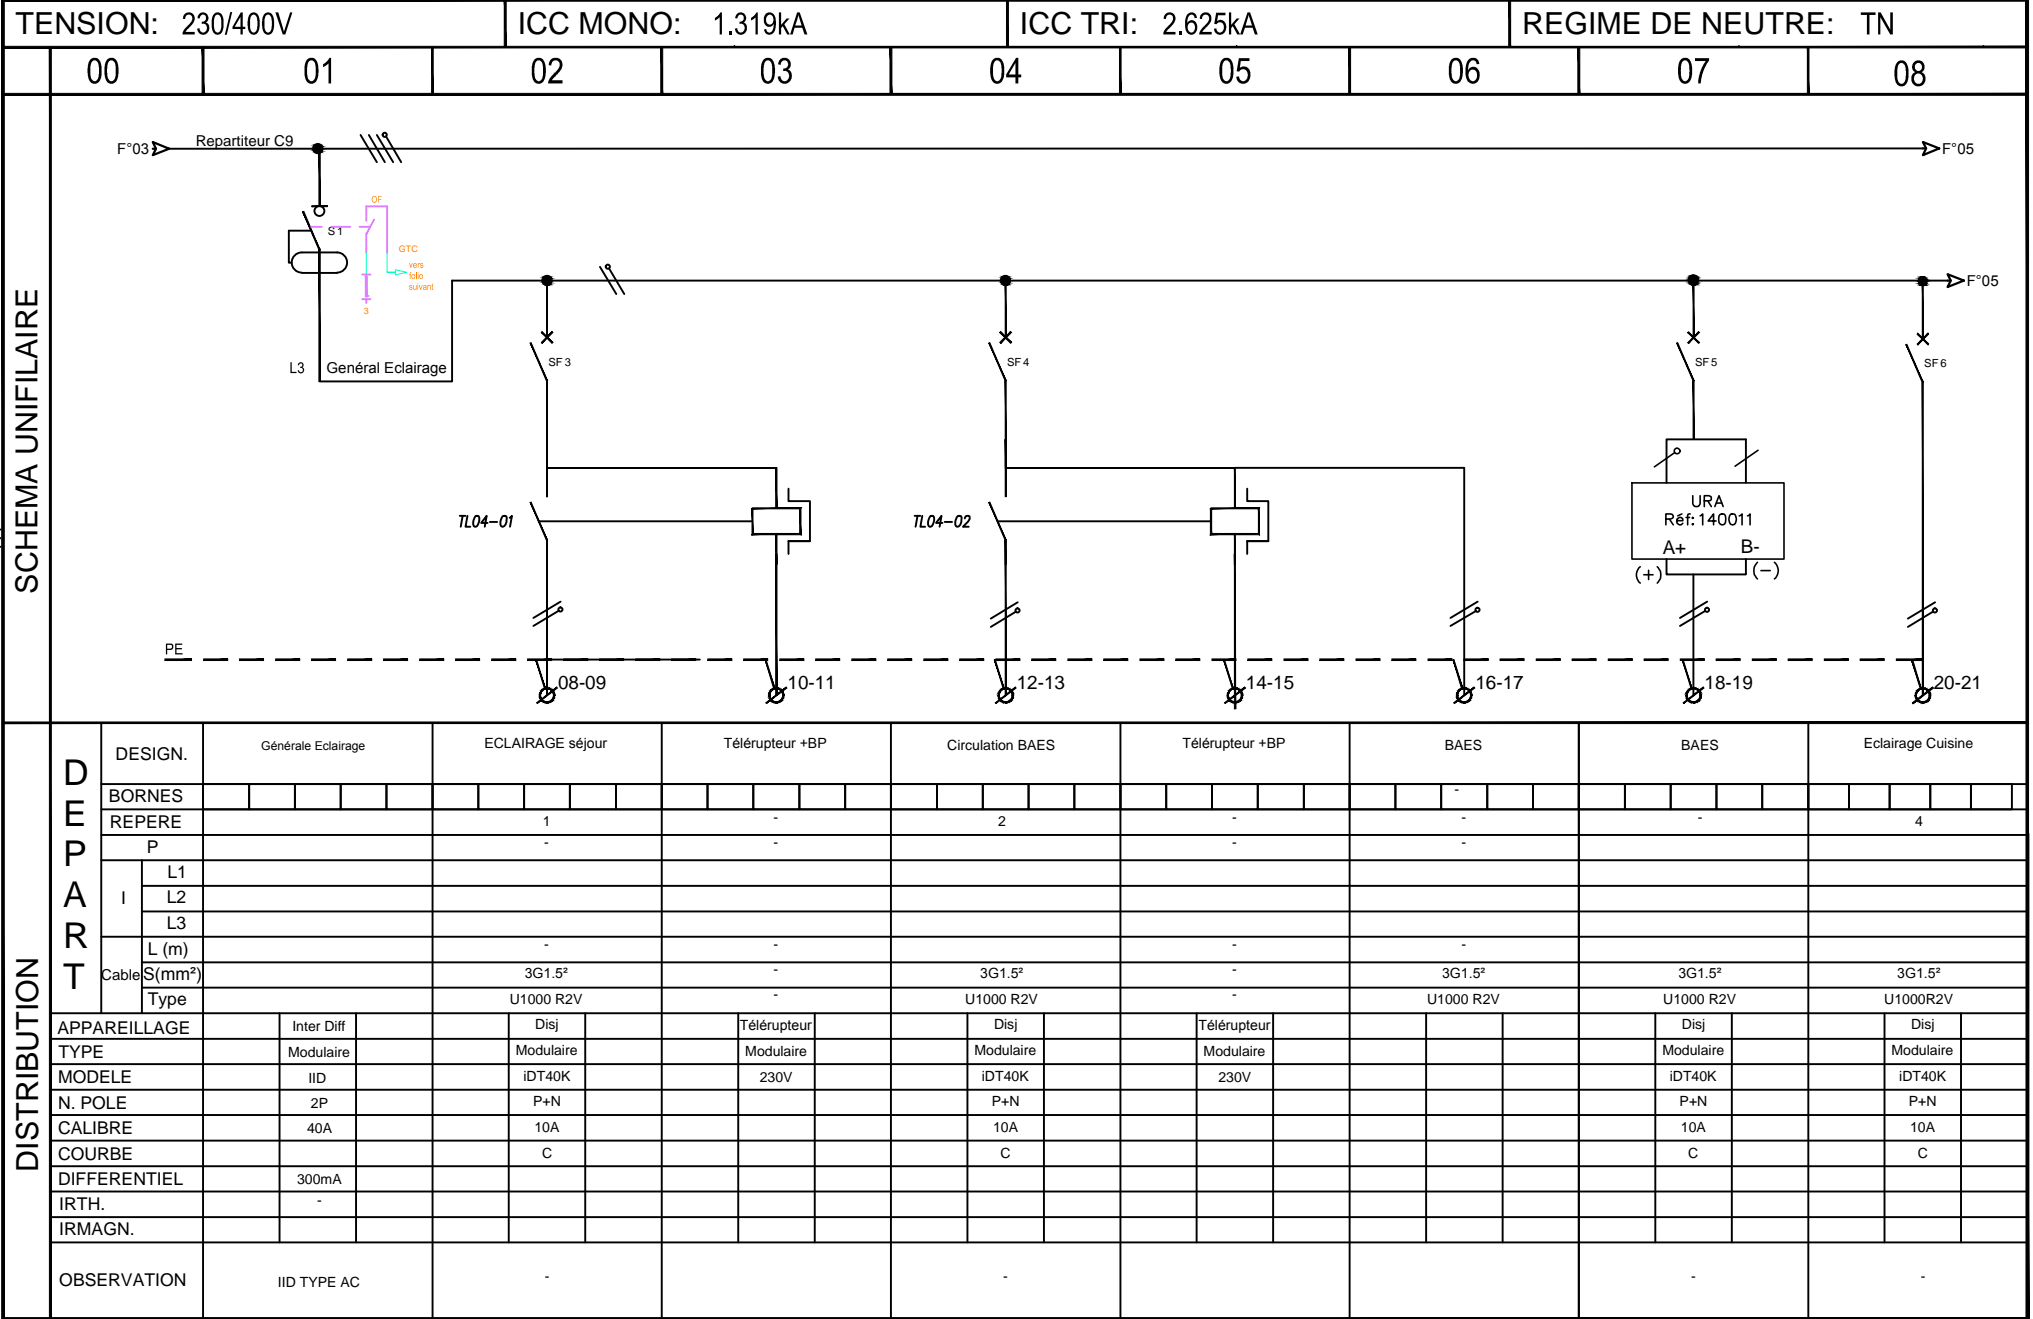 TENSION: 230/400V ICC MONO: 1.319kA ICC TRI: 2.625kA REGIME DE NEUTRE: TN
00 01 02 03 04 05 06 07 08
SCHEMA UNIFILAIRE
F°03 Repartiteur C9 F°05
OF
S1
GTC
vers
folio
suivant
3
F°05
L3 Genéral Eclairage
SF3 SF4 SF5 SF6
TL04-01 TL04-02
URA
Réf: 140011
A+ B-
(+) (-)
PE
08-09 10-11 12-13 14-15 16-17 18-19 20-21
DISTRIBUTION
DEPART
DESIGN. Générale Eclairage ECLAIRAGE séjour Télérupteur +BP Circulation BAES Télérupteur +BP BAES BAES Eclairage Cuisine
BORNES -
REPERE 1 - 2 - - - 4
P - - - -
I
L1
L2
L3
Cable
L (m) - - - -
S(mm²) 3G1.5² - 3G1.5² - 3G1.5² 3G1.5² 3G1.5²
Type U1000 R2V - U1000 R2V - U1000 R2V U1000 R2V U1000R2V
APPAREILLAGE Inter Diff Disj Télérupteur Disj Télérupteur Disj Disj
TYPE Modulaire Modulaire Modulaire Modulaire Modulaire Modulaire Modulaire
MODELE IID iDT40K 230V iDT40K 230V iDT40K iDT40K
N. POLE 2P P+N P+N P+N P+N
CALIBRE 40A 10A 10A 10A 10A
COURBE C C C C
DIFFERENTIEL 300mA
IRTH. -
IRMAGN.
OBSERVATION IID TYPE AC - - - -